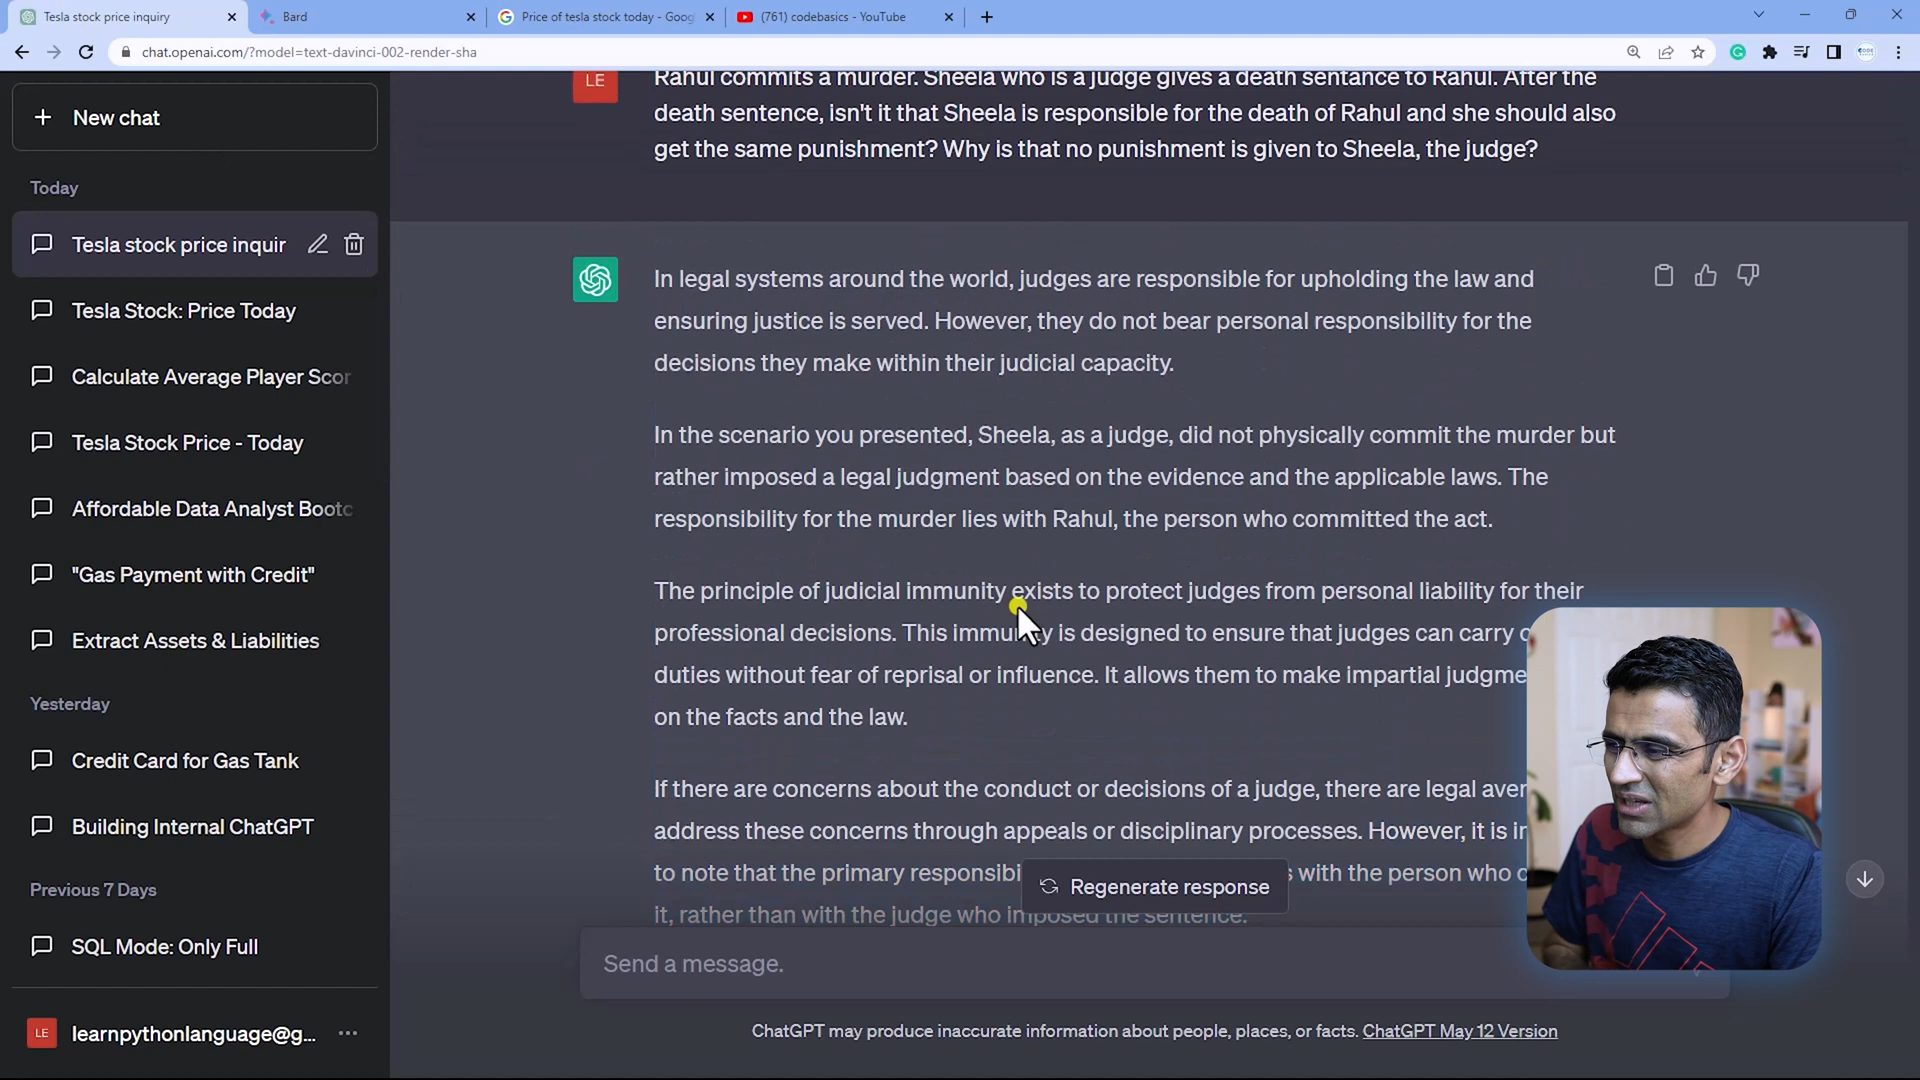 Tesla stock price inquiry
Bard
Price of tesla stock today - Goog
(761) codebasics - YouTube
chat.openai.com/?model=text-davinci-002-render-sha
New chat
Today
Tesla stock price inquir
Tesla Stock: Price Today
Calculate Average Player Scor
Tesla Stock Price - Today
Affordable Data Analyst Bootc
"Gas Payment with Credit"
Extract Assets & Liabilities
Yesterday
Credit Card for Gas Tank
Building Internal ChatGPT
Previous 7 Days
SQL Mode: Only Full
LE
learnpythonlanguage@g...
LE
Rahul commits a murder. Sheela who is a judge gives a death sentance to Rahul. After the
death sentence, isn't it that Sheela is responsible for the death of Rahul and she should also
get the same punishment? Why is that no punishment is given to Sheela, the judge?
In legal systems around the world, judges are responsible for upholding the law and
ensuring justice is served. However, they do not bear personal responsibility for the
decisions they make within their judicial capacity.
In the scenario you presented, Sheela, as a judge, did not physically commit the murder but
rather imposed a legal judgment based on the evidence and the applicable laws. The
responsibility for the murder lies with Rahul, the person who committed the act.
The principle of judicial immunity exists to protect judges from personal liability for their
professional decisions. This immunity is designed to ensure that judges can carry
duties without fear of reprisal or influence. It allows them to make impartial judgme
on the facts and the law.
If there are concerns about the conduct or decisions of a judge, there are legal aven
address these concerns through appeals or disciplinary processes. However, it is
to note that the primary responsibi with the person who
it, rather than with the judge who imposed the sentence.
Regenerate response
Send a message.
ChatGPT may produce inaccurate information about people, places, or facts. ChatGPT May 12 Version